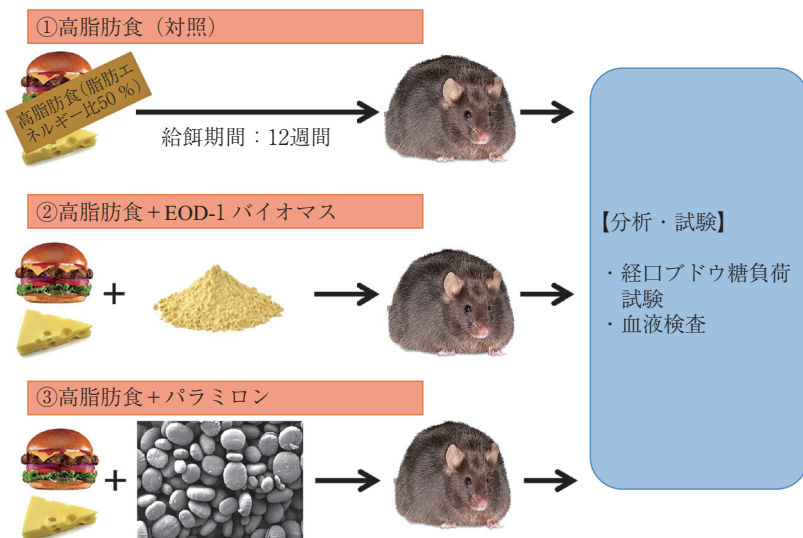 ①高脂肪食（対照）
高脂肪食(脂肪エ
ネルギー比50 %)
給餌期間：12週間
②高脂肪食＋EOD-1 バイオマス
③高脂肪食＋パラミロン
【分析・試験】
・経口ブドウ糖負荷
試験
・血液検査